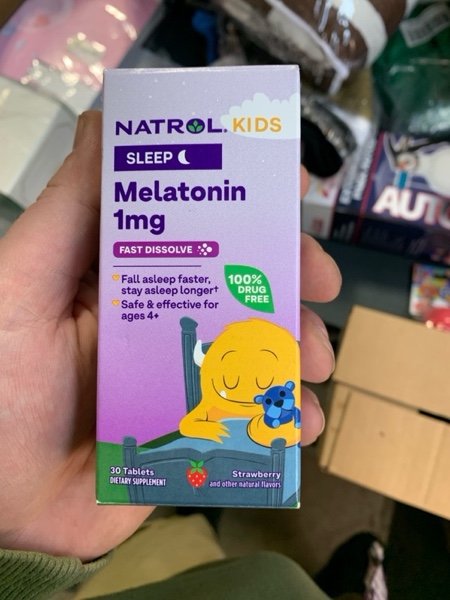 NATROL. KIDS
SLEEP
Melatonin
1mg
FAST DISSOLVE
Fall asleep faster,
stay asleep longer†
Safe & effective for
ages 4+
100%
DRUG
FREE
30 Tablets
DIETARY SUPPLEMENT
Strawberry
and other natural flavors
AUTO